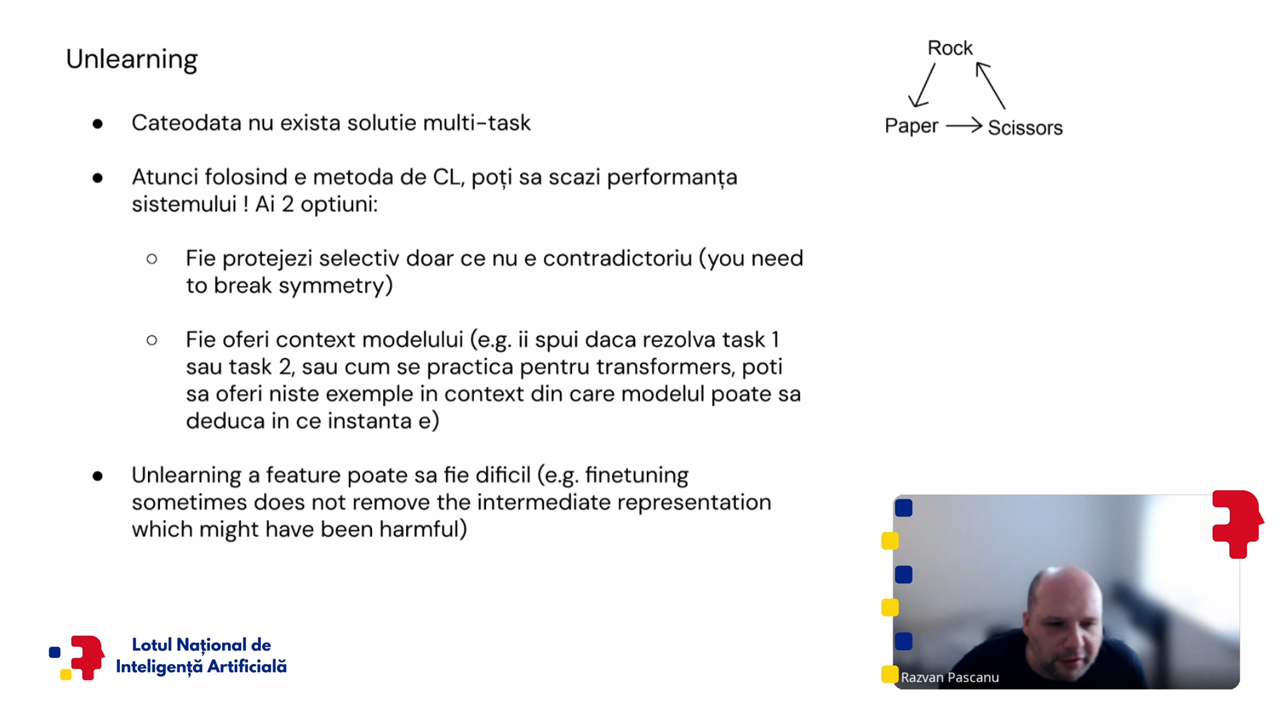 Unlearning
Rock
Paper
Scissors
● Cateodata nu exista solutie multi-task
● Atunci folosind e metoda de CL, poți sa scazi performanța
sistemului ! Ai 2 optiuni:
○ Fie protejezi selectiv doar ce nu e contradictoriu (you need
to break symmetry)
○ Fie oferi context modelului (e.g. ii spui daca rezolva task 1
sau task 2, sau cum se practica pentru transformers, poti
sa oferi niste exemple in context din care modelul poate sa
deduca in ce instanta e)
● Unlearning a feature poate sa fie dificil (e.g. finetuning
sometimes does not remove the intermediate representation
which might have been harmful)
Lotul Național de
Inteligență Artificială
Razvan Pascanu